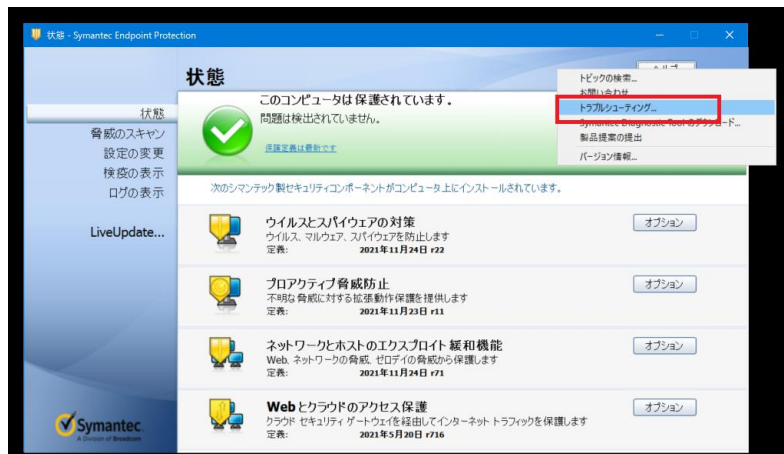 状態 - Symantec Endpoint Protection
状態
トピックの検索...
お問い合わせ
トラブルシューティング...
Symantec Diagnostic Tool のダウンロード...
製品提案の提出
バージョン情報...
このコンピュータは保護されています。
問題は検出されていません。
保護定義は最新です
状態
脅威のスキャン
設定の変更
検疫の表示
ログの表示
LiveUpdate...
次のシマンテック製セキュリティコンポーネントがコンピュータ上にインストールされています。
ウイルスとスパイウェアの対策
オプション
ウイルス、マルウェア、スパイウェアを防止します
定義: 2021年11月24日 r22
プロアクティブ脅威防止
オプション
不明な脅威に対する拡張動作保護を提供します
定義: 2021年11月23日 r11
ネットワークとホストのエクスプロイト緩和機能
オプション
Web、ネットワークの脅威、ゼロデイの脅威から保護します
定義: 2021年11月24日 r71
Web とクラウドのアクセス保護
オプション
クラウド セキュリティ ゲートウェイを経由してインターネット トラフィックを保護します
定義: 2021年5月20日 r716
Symantec.
A Division of Broadcom